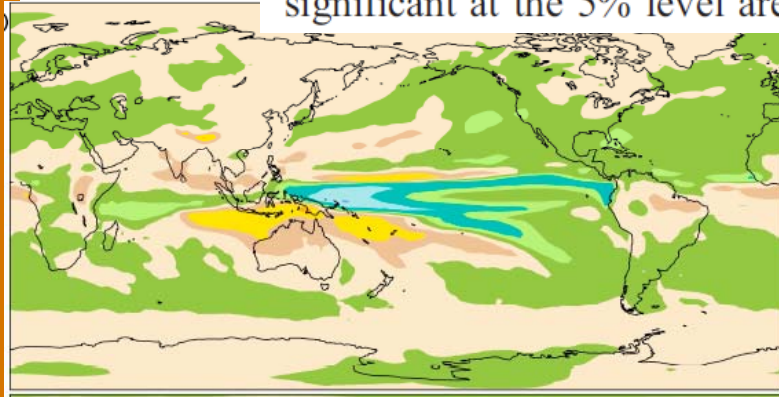 significant at the 5% level are
)